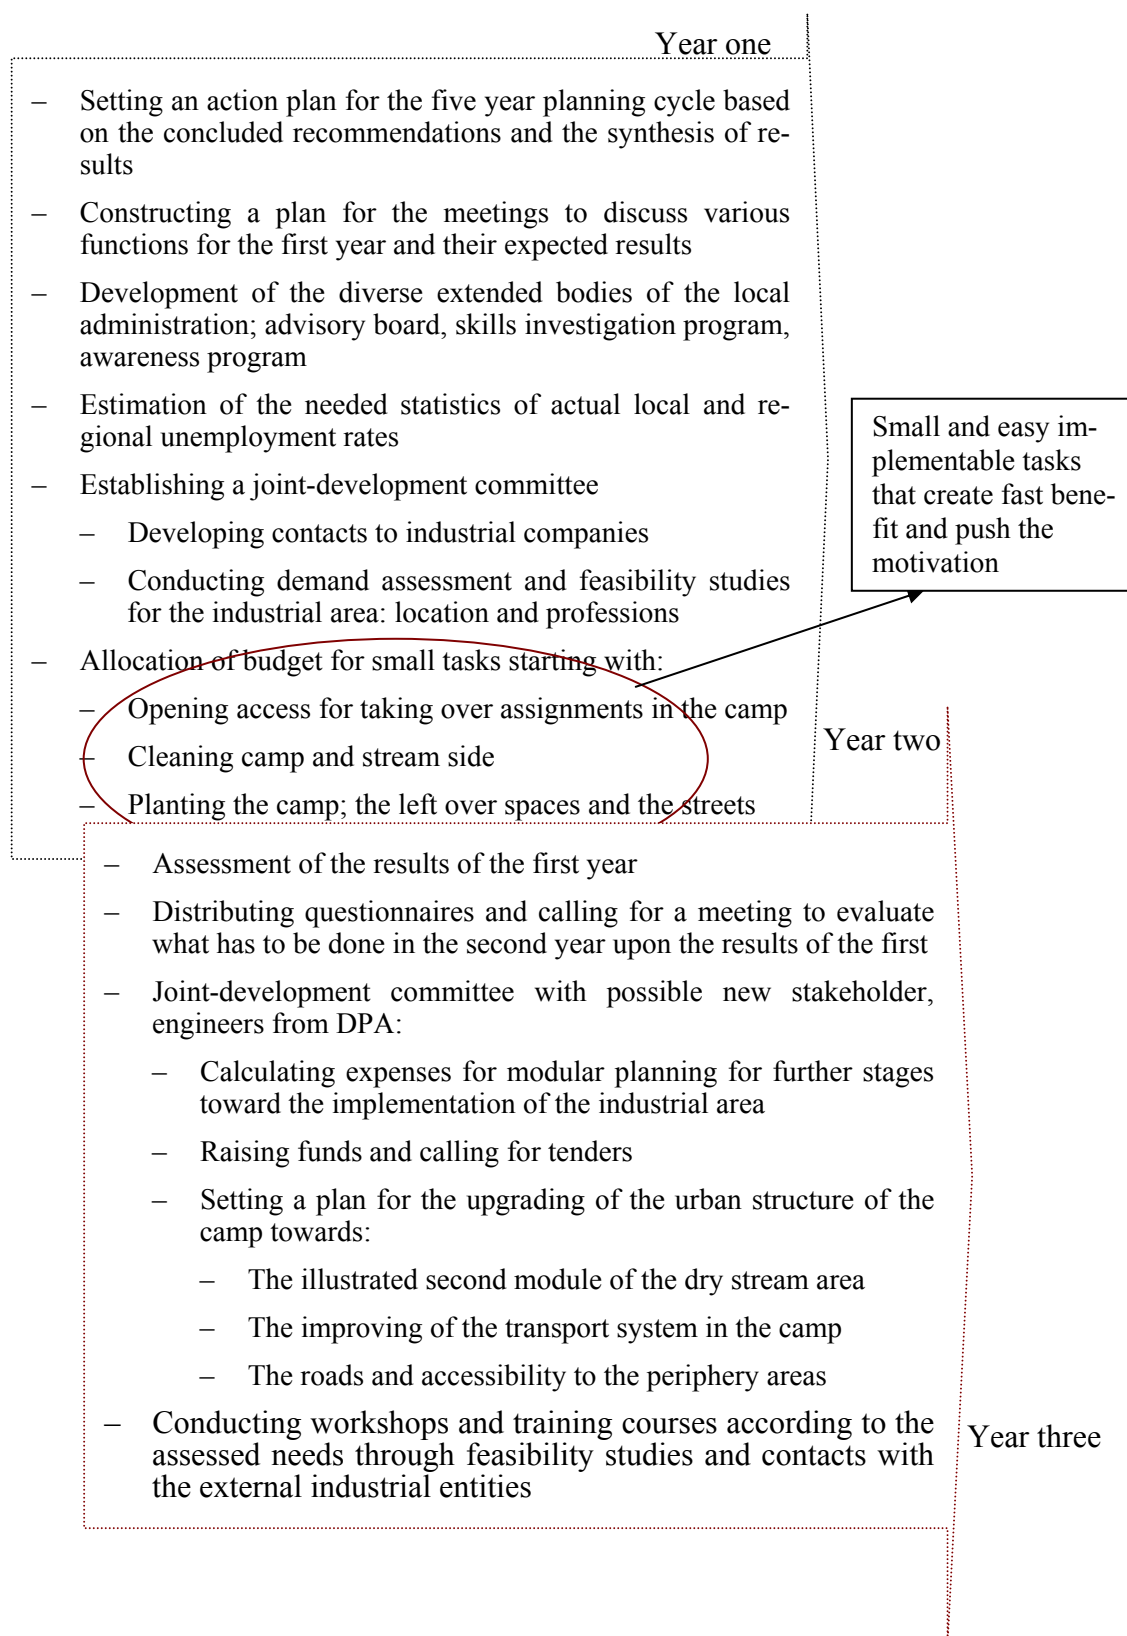 Year one
– Setting an action plan for the five year planning cycle based
on the concluded recommendations and the synthesis of re-
sults
– Constructing a plan for the meetings to discuss various
functions for the first year and their expected results
– Development of the diverse extended bodies of the local
administration; advisory board, skills investigation program,
awareness program
– Estimation of the needed statistics of actual local and re-
gional unemployment rates
– Establishing a joint-development committee
– Developing contacts to industrial companies
– Conducting demand assessment and feasibility studies
for the industrial area: location and professions
– Allocation of budget for small tasks starting with:
– Opening access for taking over assignments in the camp
– Cleaning camp and stream side
– Planting the camp; the left over spaces and the streets
Small and easy im-
plementable tasks
that create fast bene-
fit and push the
motivation
Year two
– Assessment of the results of the first year
– Distributing questionnaires and calling for a meeting to evaluate
what has to be done in the second year upon the results of the first
– Joint-development committee with possible new stakeholder,
engineers from DPA:
– Calculating expenses for modular planning for further stages
toward the implementation of the industrial area
– Raising funds and calling for tenders
– Setting a plan for the upgrading of the urban structure of the
camp towards:
– The illustrated second module of the dry stream area
– The improving of the transport system in the camp
– The roads and accessibility to the periphery areas
– Conducting workshops and training courses according to the
assessed needs through feasibility studies and contacts with
the external industrial entities
Year three